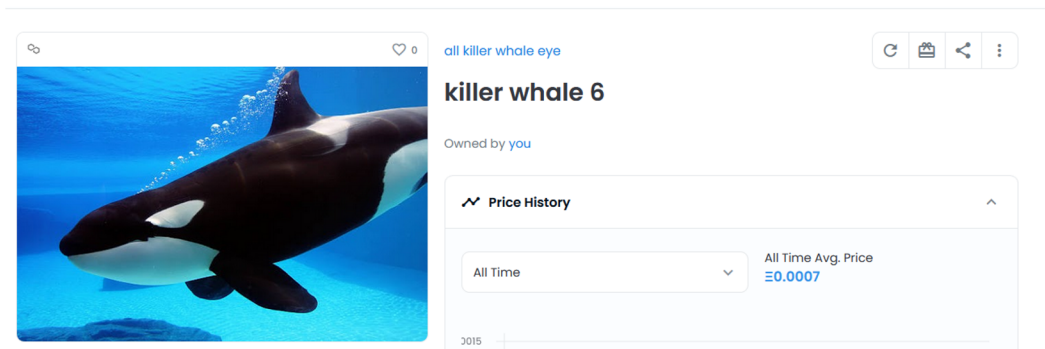 0
all killer whale eye
killer whale 6
Owned by you
Price History
All Time
All Time Avg. Price
Ξ0.0007
0015